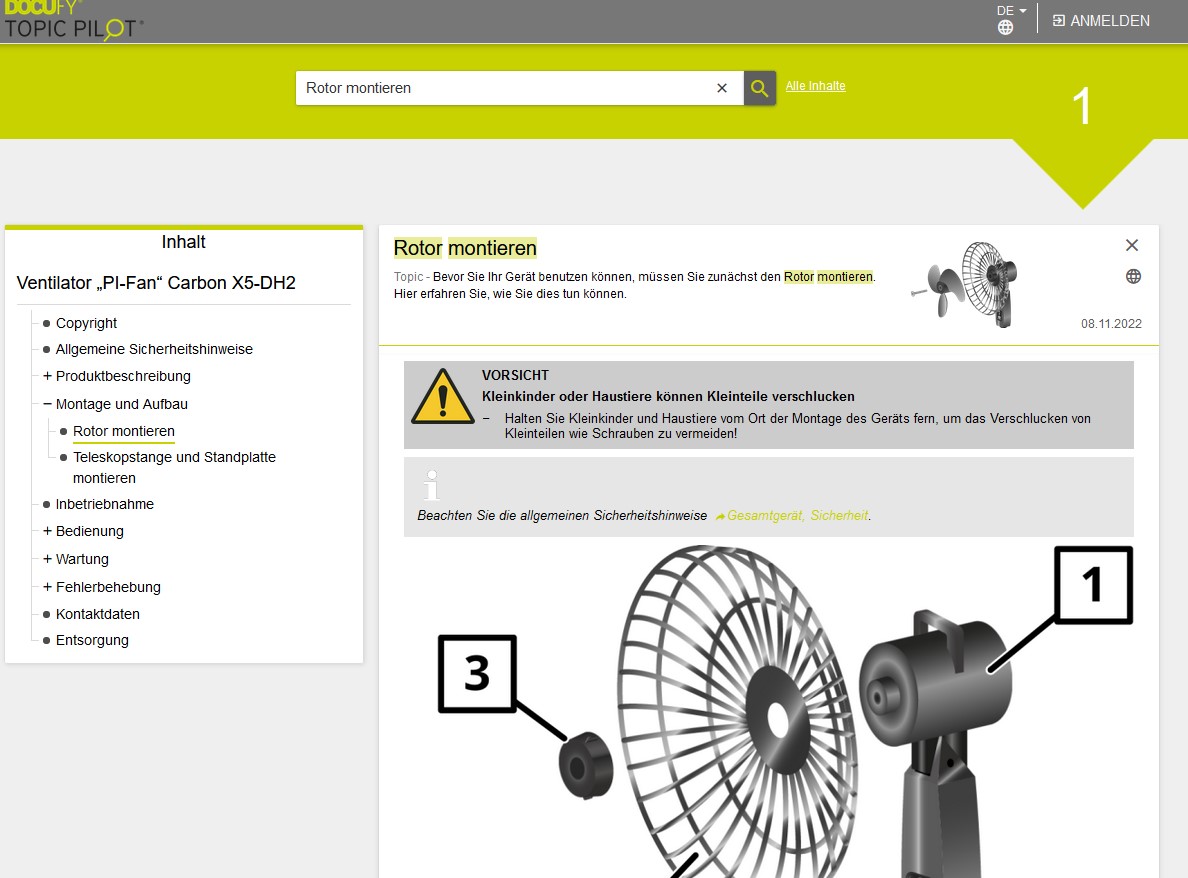 DOCUFY
TOPIC PILOT
DE
ANMELDEN
Rotor montieren
Alle Inhalte
1
Inhalt
Ventilator „PI-Fan“ Carbon X5-DH2
Copyright
Allgemeine Sicherheitshinweise
+ Produktbeschreibung
− Montage und Aufbau
Rotor montieren
Teleskopstange und Standplatte
montieren
Inbetriebnahme
+ Bedienung
+ Wartung
+ Fehlerbehebung
Kontaktdaten
Entsorgung
Rotor montieren
Topic - Bevor Sie Ihr Gerät benutzen können, müssen Sie zunächst den Rotor montieren.
Hier erfahren Sie, wie Sie dies tun können.
08.11.2022
VORSICHT
Kleinkinder oder Haustiere können Kleinteile verschlucken
– Halten Sie Kleinkinder und Haustiere vom Ort der Montage des Geräts fern, um das Verschlucken von
Kleinteilen wie Schrauben zu vermeiden!
Beachten Sie die allgemeinen Sicherheitshinweise Gesamtgerät, Sicherheit.
1
3